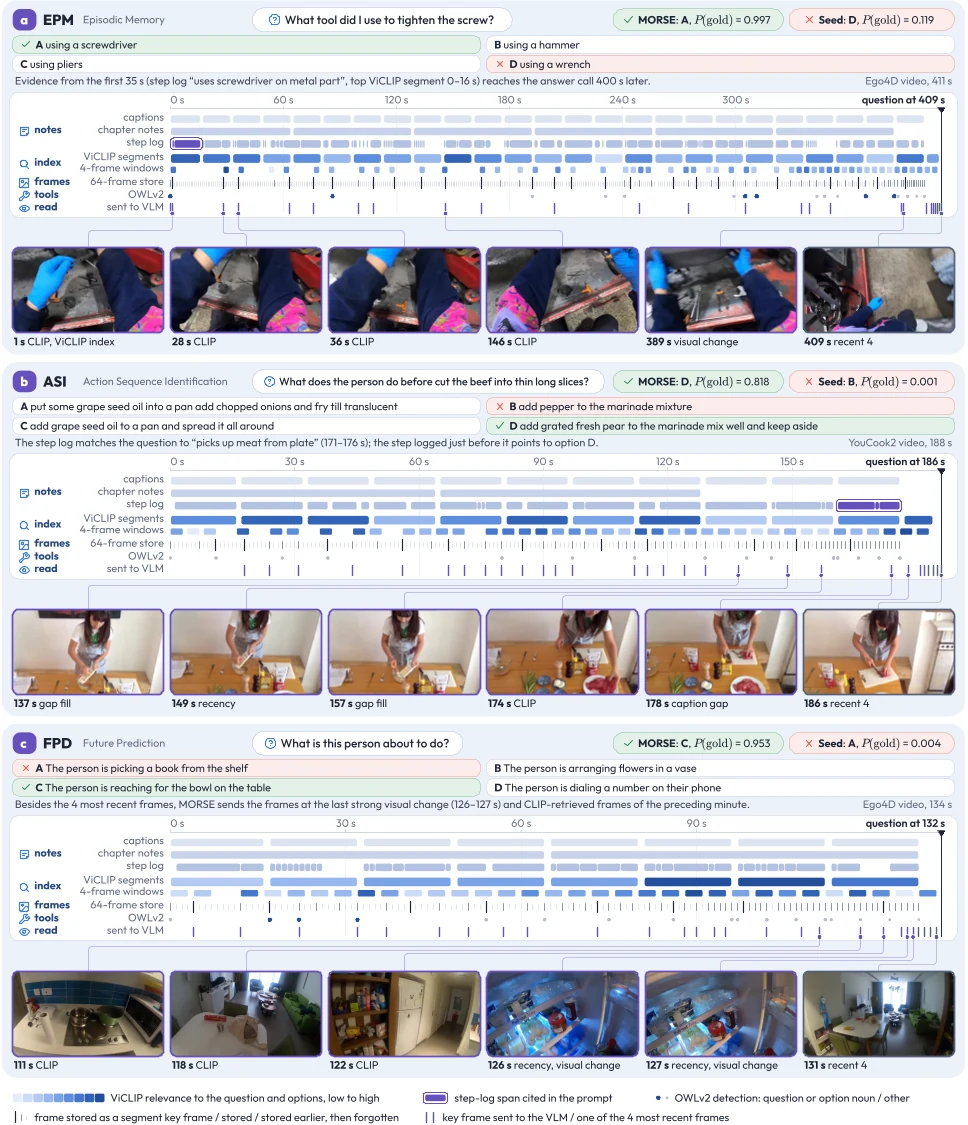 a EPM Episodic Memory What tool did I use to tighten the screw? MORSE: A, P(gold) = 0.997 Seed: D, P(gold) = 0.119
A using a screwdriver B using a hammer
C using pliers D using a wrench
Evidence from the first 35 s (step log “uses screwdriver on metal part”, top ViCLIP segment 0–16 s) reaches the answer call 400 s later. Ego4D video, 411 s
0 s 60 s 120 s 180 s 240 s 300 s question at 409 s
captions
notes chapter notes
step log
index ViCLIP segments
4-frame windows
frames 64-frame store
tools OWLv2
read sent to VLM
1 s CLIP, ViCLIP index 28 s CLIP 36 s CLIP 146 s CLIP 389 s visual change 409 s recent 4
b ASI Action Sequence Identification What does the person do before cut the beef into thin long slices? MORSE: D, P(gold) = 0.818 Seed: B, P(gold) = 0.001
A put some grape seed oil into a pan add chopped onions and fry till translucent B add pepper to the marinade mixture
C add grape seed oil to a pan and spread it all around D add grated fresh pear to the marinade mix well and keep aside
The step log matches the question to “picks up meat from plate” (171–176 s); the step logged just before it points to option D. YouCook2 video, 188 s
0 s 30 s 60 s 90 s 120 s 150 s question at 186 s
captions
notes chapter notes
step log
index ViCLIP segments
4-frame windows
frames 64-frame store
tools OWLv2
read sent to VLM
137 s gap fill 149 s recency 157 s gap fill 174 s CLIP 178 s caption gap 186 s recent 4
c FPD Future Prediction What is this person about to do? MORSE: C, P(gold) = 0.953 Seed: A, P(gold) = 0.004
A The person is picking a book from the shelf B The person is arranging flowers in a vase
C The person is reaching for the bowl on the table D The person is dialing a number on their phone
Besides the 4 most recent frames, MORSE sends the frames at the last strong visual change (126–127 s) and CLIP-retrieved frames of the preceding minute. Ego4D video, 134 s
0 s 30 s 60 s 90 s question at 132 s
captions
notes chapter notes
step log
index ViCLIP segments
4-frame windows
frames 64-frame store
tools OWLv2
read sent to VLM
111 s CLIP 118 s CLIP 122 s CLIP 126 s recency, visual change 127 s recency, visual change 131 s recent 4
ViCLIP relevance to the question and options, low to high step-log span cited in the prompt OWLv2 detection: question or option noun / other
frame stored as a segment key frame / stored / stored earlier, then forgotten key frame sent to the VLM / one of the 4 most recent frames